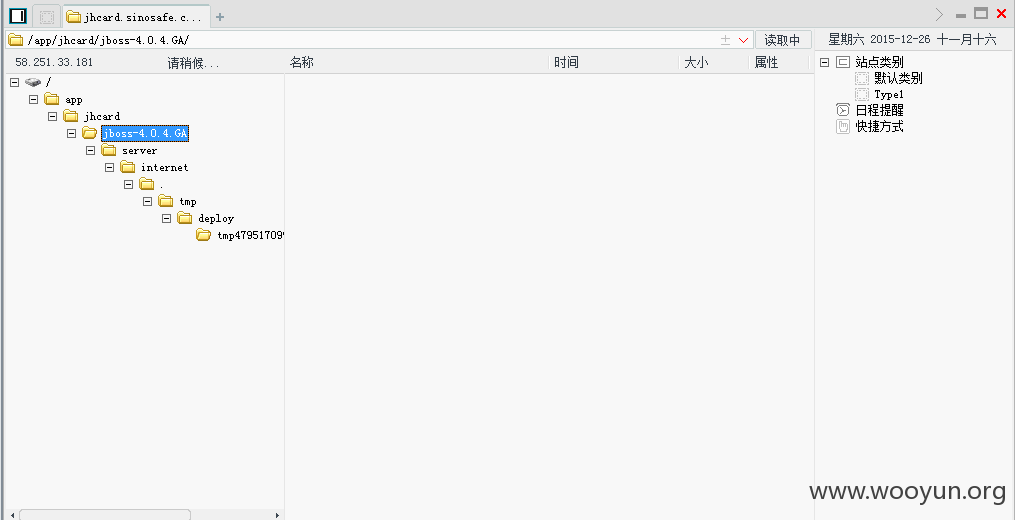 jhcard.sinosafe.c...
/app/jhcard/jboss-4.0.4.GA/
读取中
星期六 2015-12-26 十一月十六
58.251.33.181
请稍候...
名称
时间
大小
属性
/
app
jhcard
jboss-4.0.4.GA
server
internet
.
tmp
deploy
tmp47951709
站点类别
默认类别
Type1
日程提醒
快捷方式
www.wooyun.org